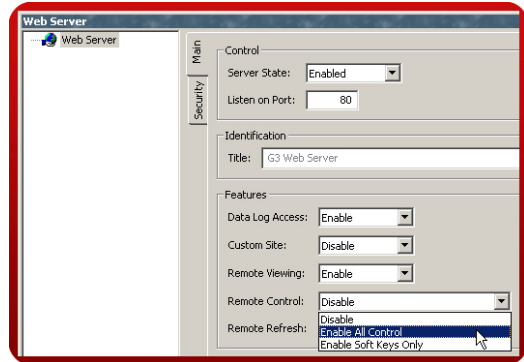 Web Server
Web Server
Main
Security
Control
Server State: Enabled
Listen on Port: 80
Identification
Title: G3 Web Server
Features
Data Log Access: Enable
Custom Site: Disable
Remote Viewing: Enable
Remote Control: Disable
Disable
Enable All Control
Remote Refresh:
Enable Soft Keys Only